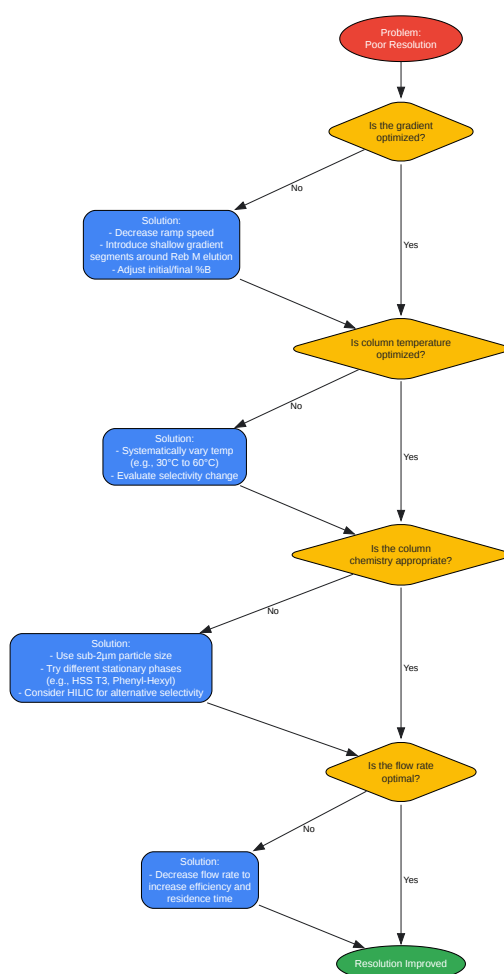 Problem:
Poor Resolution
Is the gradient
optimized?
No
Yes
Solution:
- Decrease ramp speed
- Introduce shallow gradient
segments around Reb M elution
- Adjust initial/final %B
Is column temperature
optimized?
No
Yes
Solution:
- Systematically vary temp
(e.g., 30°C to 60°C)
- Evaluate selectivity change
Is the column
chemistry appropriate?
No
Yes
Solution:
- Use sub-2μm particle size
- Try different stationary phases
(e.g., HSS T3, Phenyl-Hexyl)
- Consider HILIC for alternative selectivity
Is the flow rate
optimal?
No
Yes
Solution:
- Decrease flow rate to
increase efficiency and
residence time
Resolution Improved